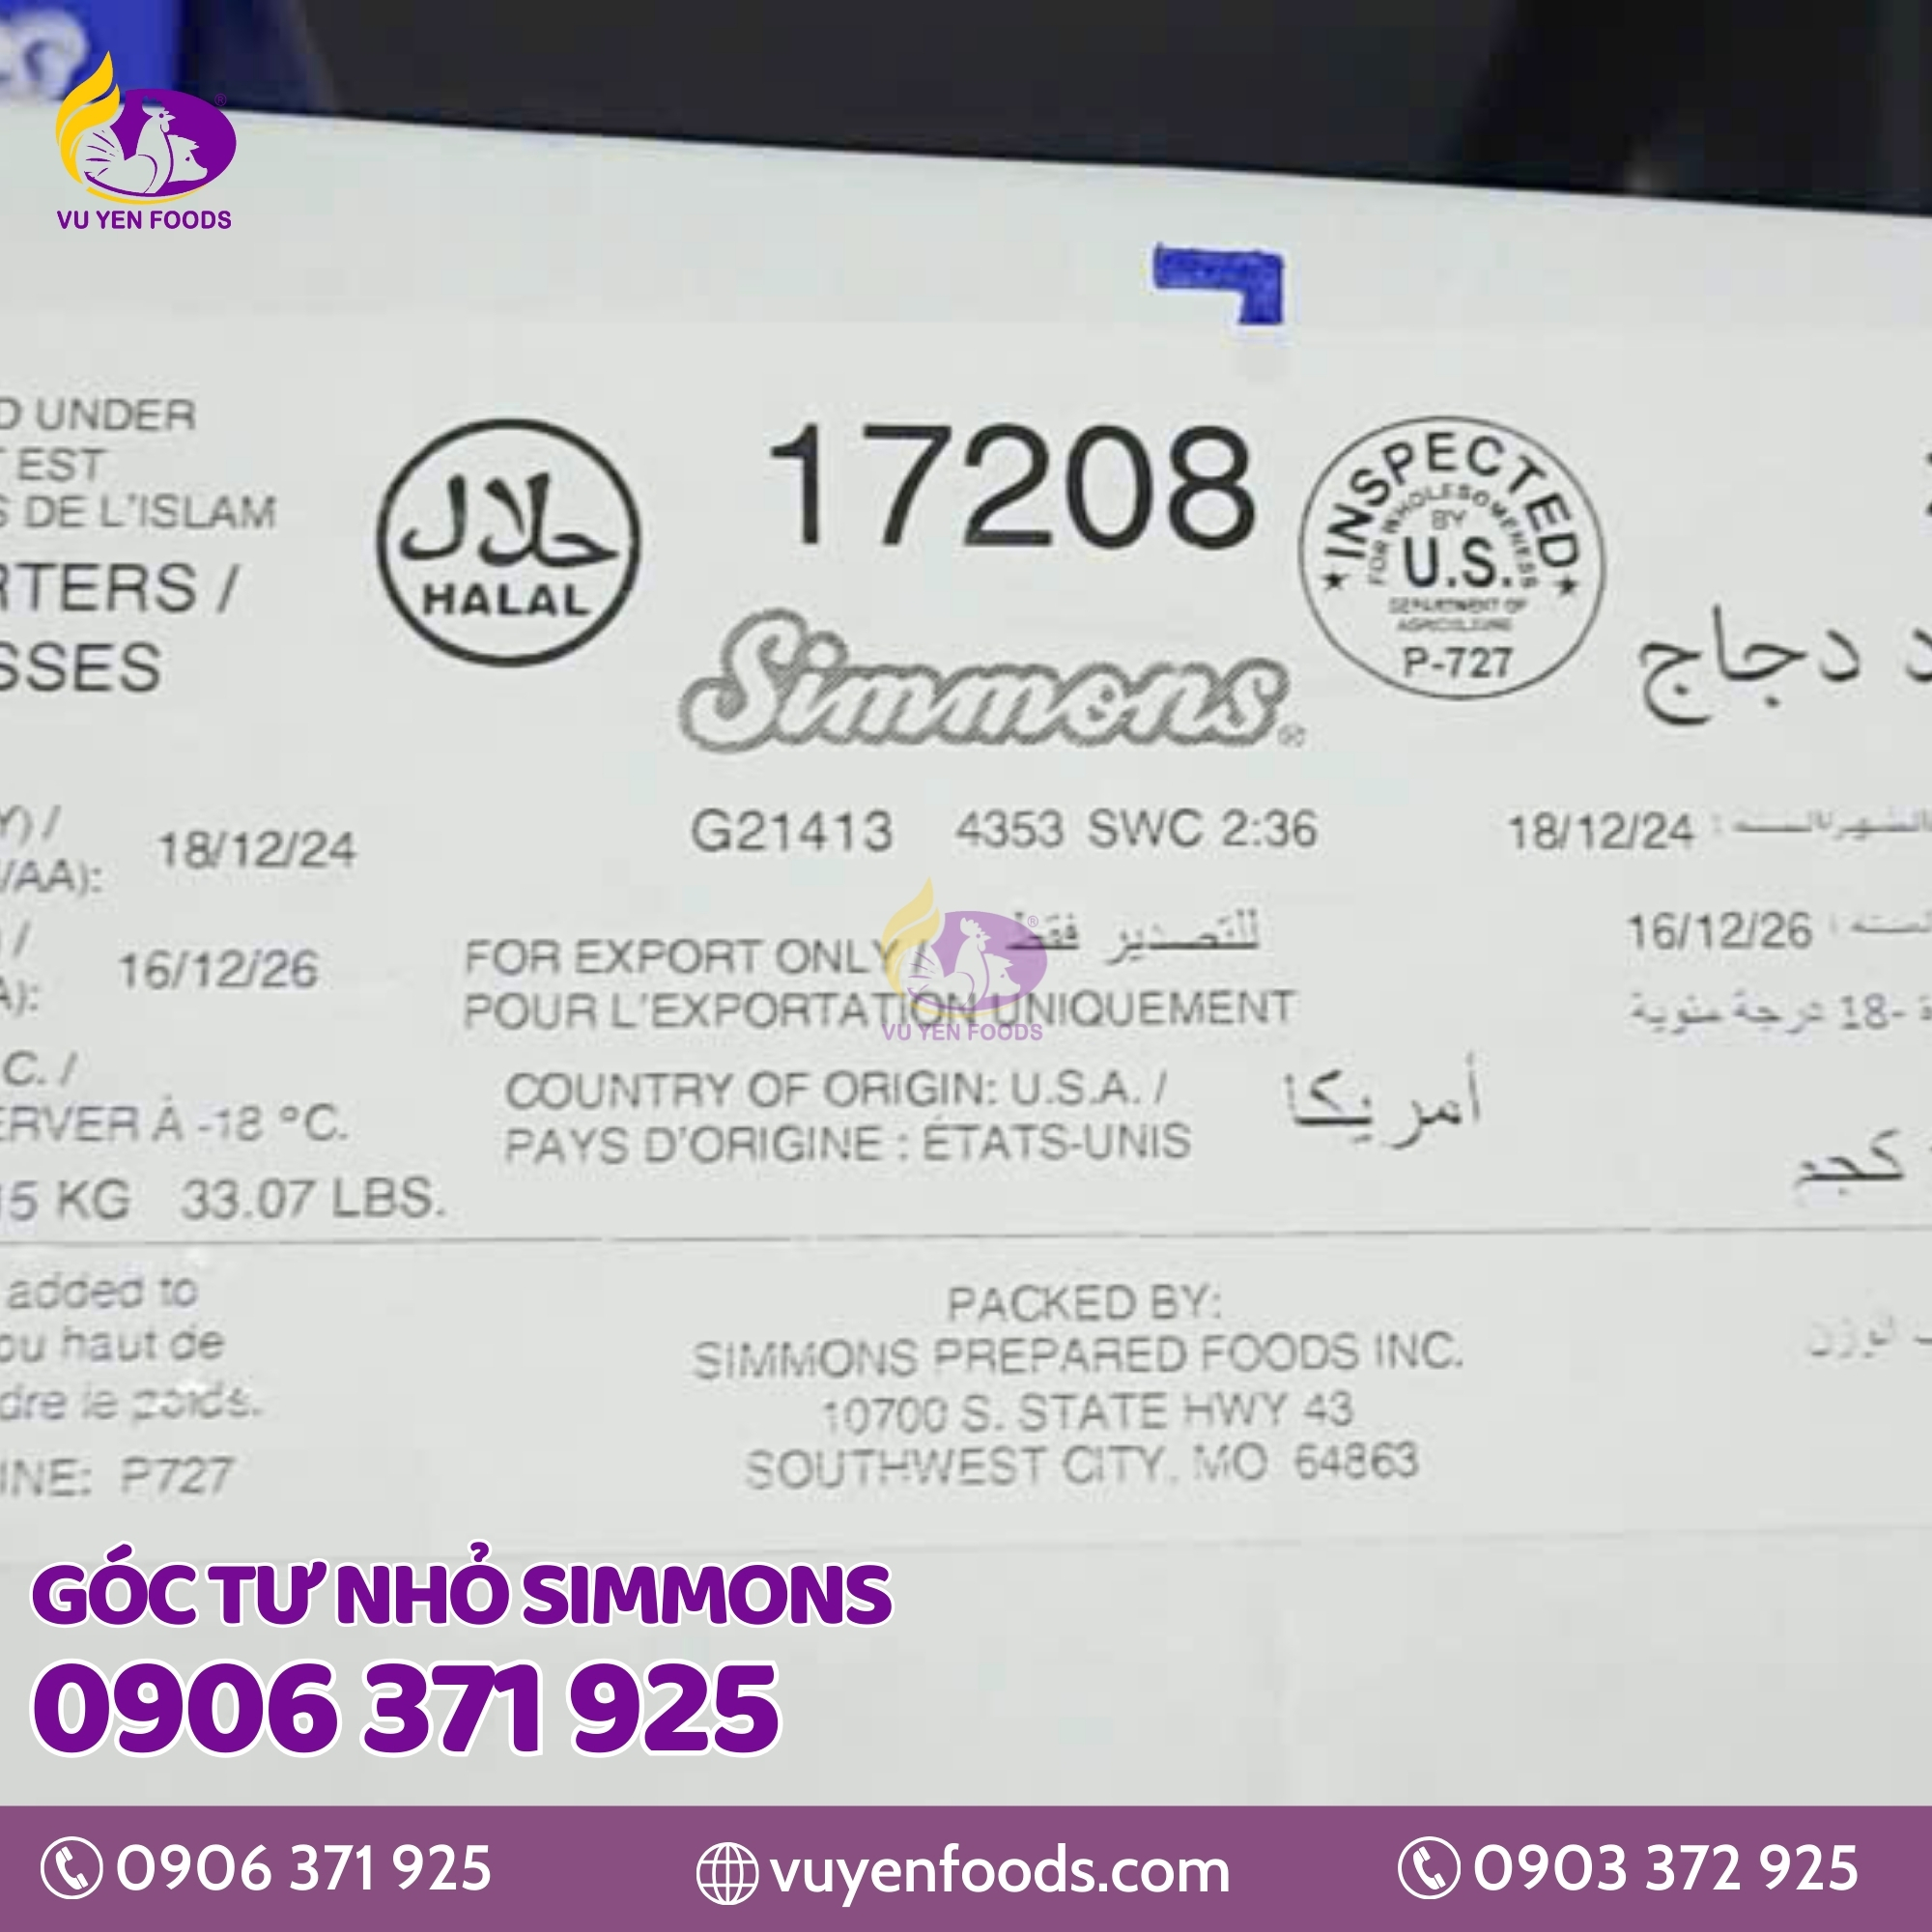 VU YEN FOODS
D UNDER
EST
S DE L'ISLAM
RTERS /
SSES
حلال
HALAL
17208
Simmons
INSPECTED
FOR WHOLESOMENESS
BY
U.S.
DEPARTMENT OF
AGRICULTURE
P-727
دجاج
Y) /
/AA):
18/12/24
G21413 4353 SWC 2:36
18/12/24
/
A):
16/12/26
FOR EXPORT ONLY / للتصدير فقط
POUR L'EXPORTATION UNIQUEMENT
VU YEN FOODS
16/12/26
-18 درجة مئوية
C. /
ERVER À -18 °C.
COUNTRY OF ORIGIN: U.S.A. / أمريكا
PAYS D'ORIGINE : ÉTATS-UNIS
15 KG 33.07 LBS.
كجم
added to
ou haut de
dre le poids.
INE: P727
PACKED BY:
SIMMONS PREPARED FOODS INC.
10700 S. STATE HWY 43
SOUTHWEST CITY, MO 64863
GÓC TƯ NHỎ SIMMONS
0906 371 925
0906 371 925
vuyenfoods.com
0903 372 925